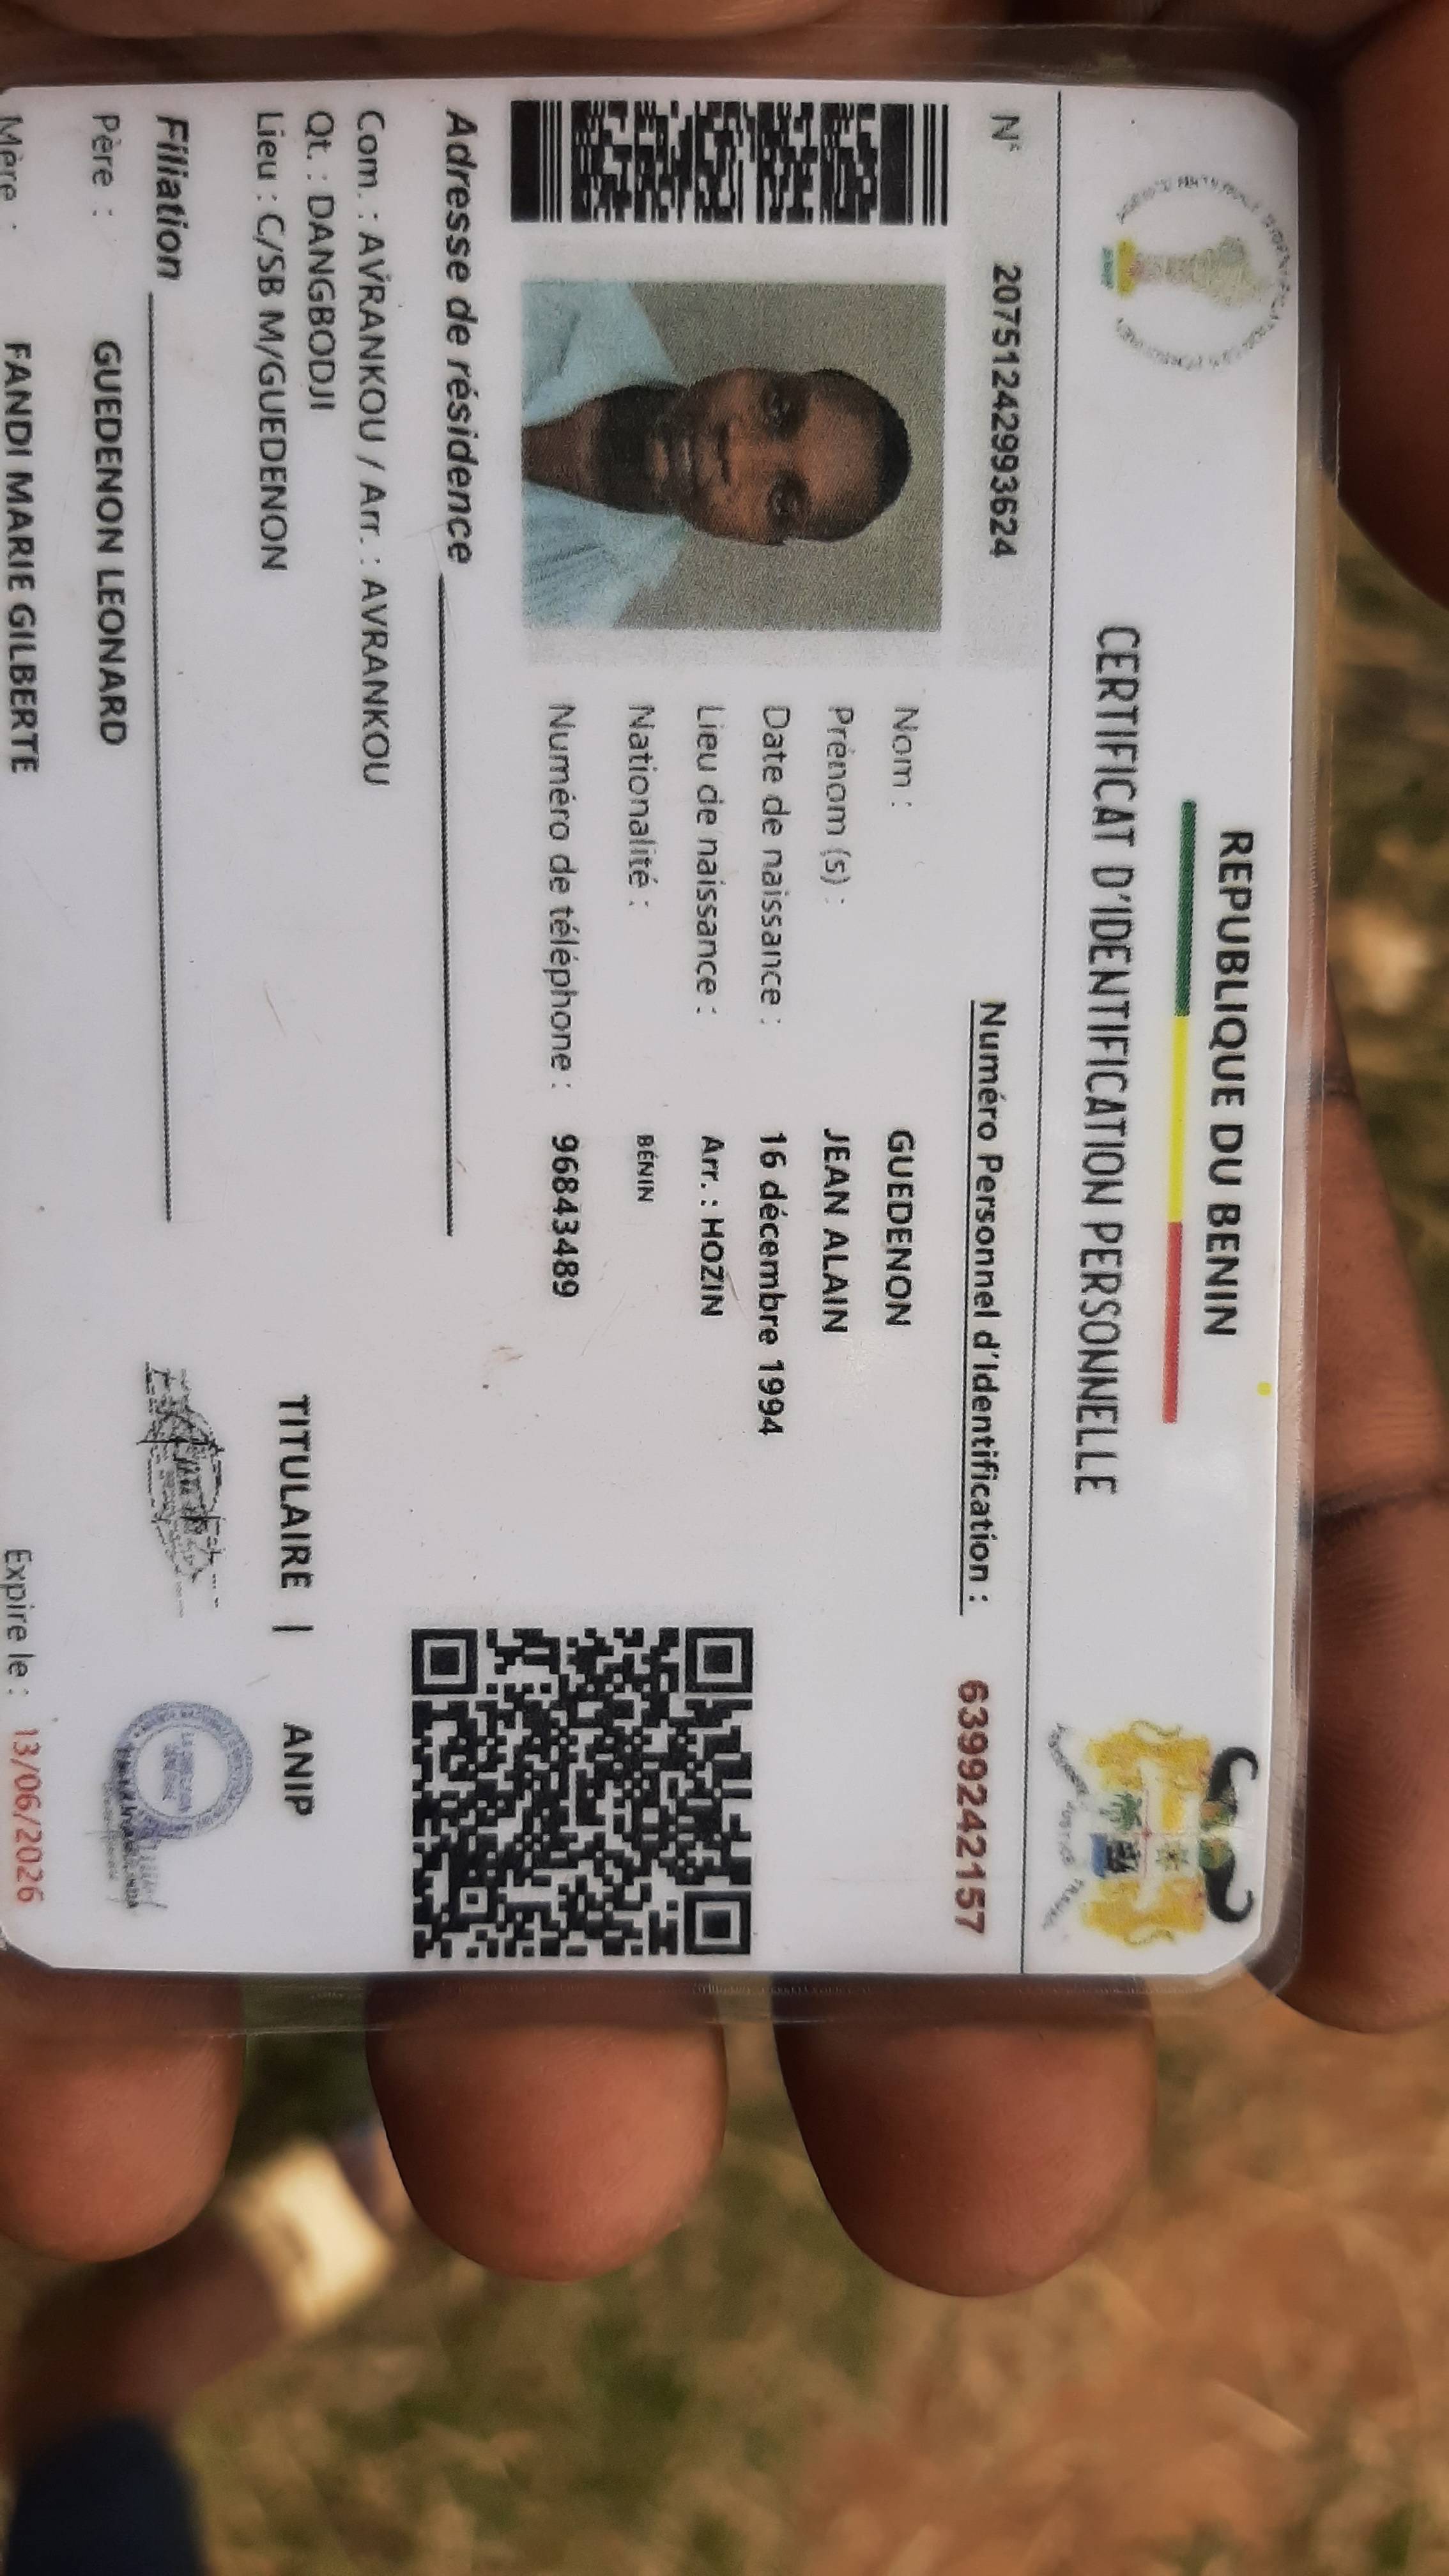 REPUBLIQUE DU BENIN
CERTIFICAT D'IDENTIFICATION PERSONNELLE
N° 20751242993624
Numéro Personnel d'Identification : 6399242157
Nom : GUEDENON
Prénom (s) : JEAN ALAIN
Date de naissance : 16 décembre 1994
Lieu de naissance : Arr. : HOZIN
Nationalité : BÉNIN
Numéro de téléphone : 96843489
Adresse de résidence
Com. : AVRANKOU / Arr. : AVRANKOU
Qt. : DANGBODJI
Lieu : C/SB M/GUEDENON
TITULAIRE | ANIP
Filiation
Père : GUEDENON LEONARD
Mère : FANDI MARIE GILBERTE
Expire le : 13/06/2026